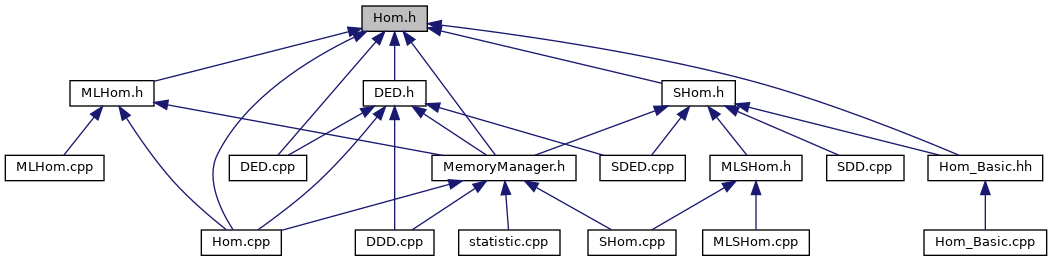 Hom.h
MLHom.h
DED.h
SHom.h
MLHom.cpp
DED.cpp
MemoryManager.h
SDED.cpp
MLSHom.h
SDD.cpp
Hom_Basic.hh
Hom.cpp
DDD.cpp
statistic.cpp
SHom.cpp
MLSHom.cpp
Hom_Basic.cpp